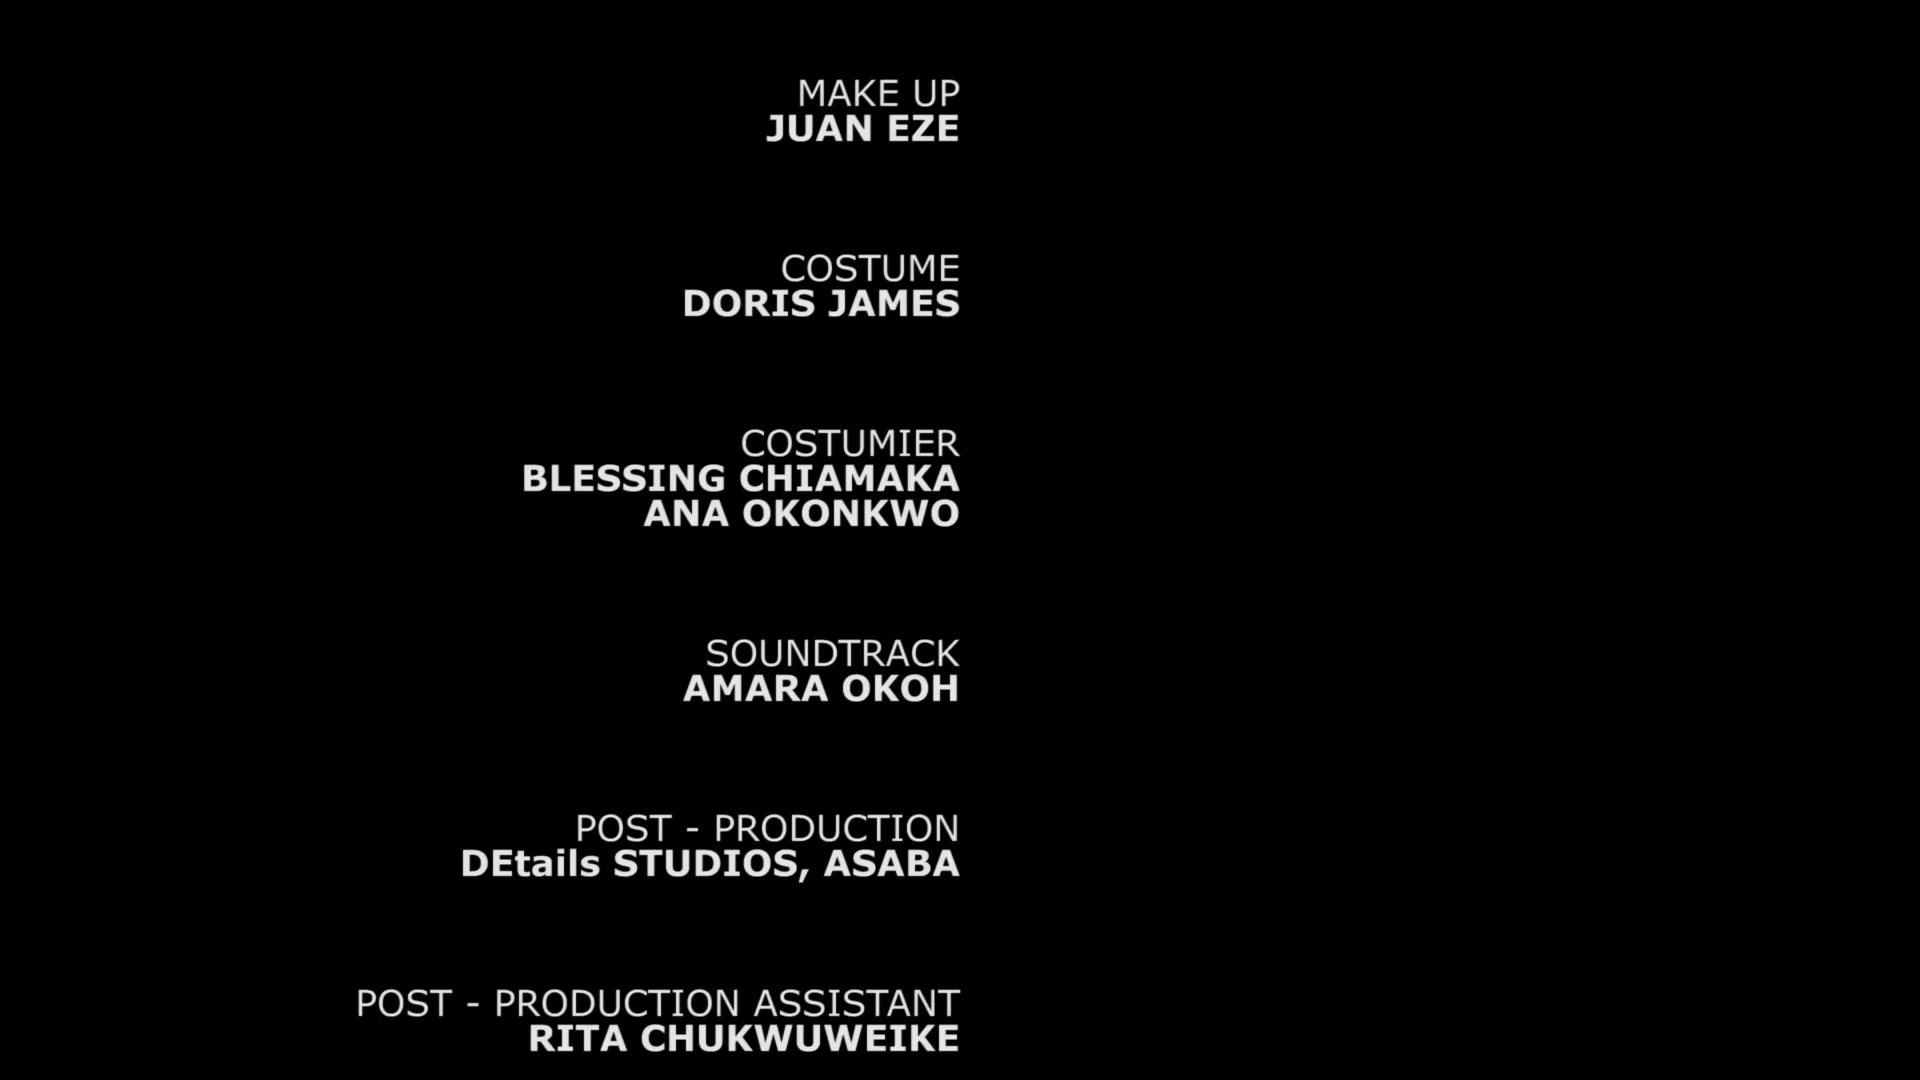 MAKE UP
JUAN EZE
COSTUME
DORIS JAMES
COSTUMIER
BLESSING CHIAMAKA
ANA OKONKWO
SOUNDTRACK
AMARA OKOH
POST - PRODUCTION
DEtails STUDIOS, ASABA
POST - PRODUCTION ASSISTANT
RITA CHUKWUWEIKE